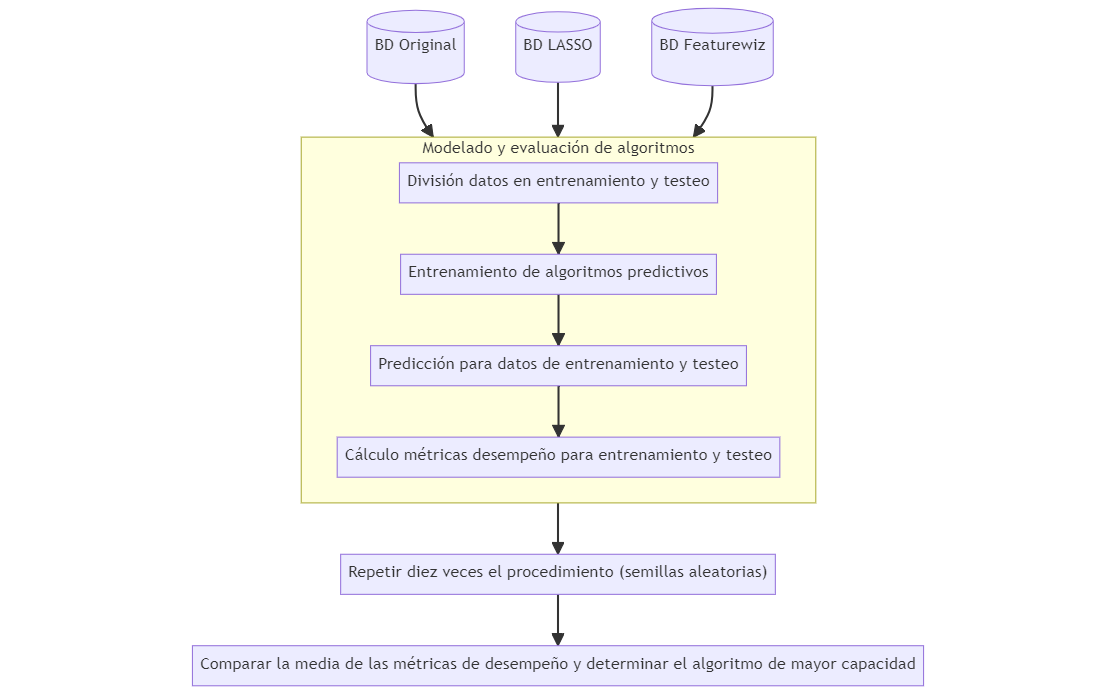 BD Original
BD LASSO
BD Featurewiz
Modelado y evaluación de algoritmos
División datos en entrenamiento y testeo
Entrenamiento de algoritmos predictivos
Predicción para datos de entrenamiento y testeo
Cálculo métricas desempeño para entrenamiento y testeo
Repetir diez veces el procedimiento (semillas aleatorias)
Comparar la media de las métricas de desempeño y determinar el algoritmo de mayor capacidad